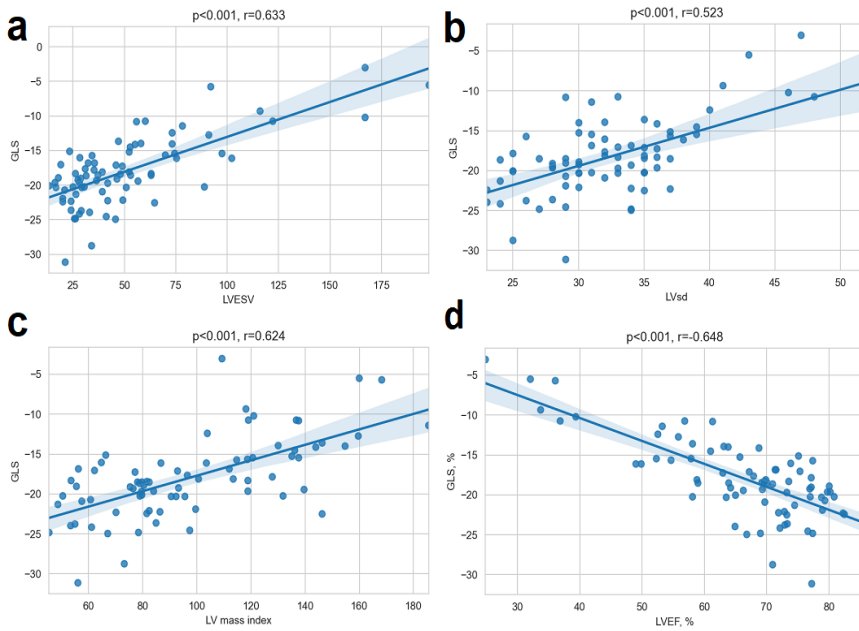 a
p<0.001, r=0.633
0
−5
−10
−15
−20
−25
−30
GLS
25 50 75 100 125 150 175
LVESV
b
p<0.001, r=0.523
−5
−10
−15
−20
−25
−30
GLS
25 30 35 40 45 50
LVsd
c
p<0.001, r=0.624
−5
−10
−15
−20
−25
−30
GLS
60 80 100 120 140 160 180
LV mass index
d
p<0.001, r=-0.648
−5
−10
−15
−20
−25
−30
GLS, %
30 40 50 60 70 80
LVEF, %